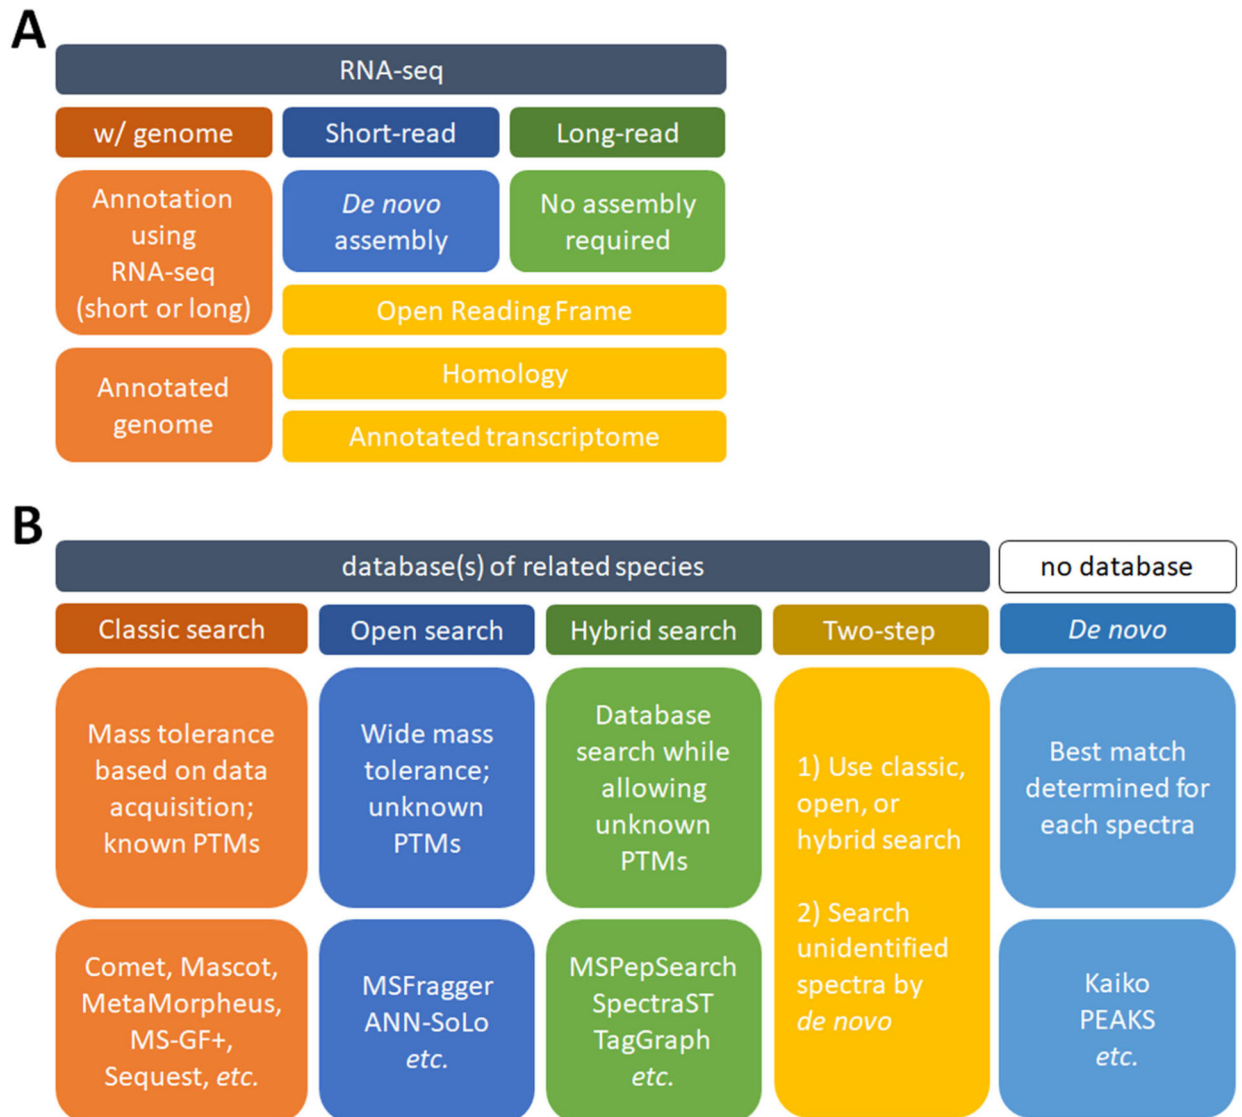 A
RNA-seq
w/ genome
Short-read
Long-read
Annotation
using
RNA-seq
(short or long)
De novo
assembly
No assembly
required
Open Reading Frame
Homology
Annotated transcriptome
Annotated
genome
B
database(s) of related species
no database
Classic search
Open search
Hybrid search
Two-step
De novo
Mass tolerance
based on data
acquisition;
known PTMs
Wide mass
tolerance;
unknown
PTMs
Database
search while
allowing
unknown
PTMs
1) Use classic,
open, or
hybrid search
2) Search
unidentified
spectra by
de novo
Best match
determined for
each spectra
Comet, Mascot,
MetaMorpheus,
MS-GF+,
Sequest, etc.
MSFragger
ANN-SoLo
etc.
MSPepSearch
SpectraST
TagGraph
etc.
Kaiko
PEAKS
etc.